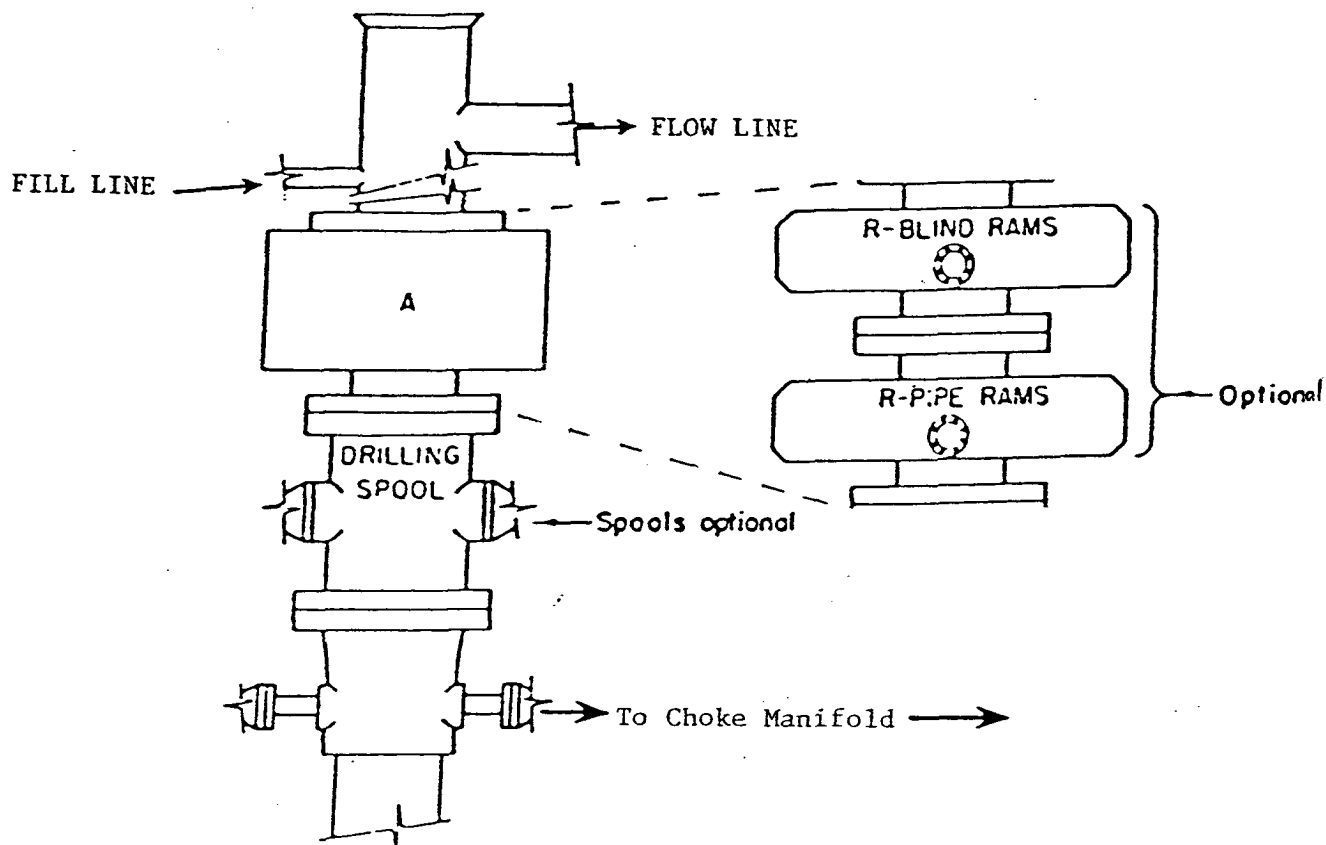 FLOW LINE
FILL LINE
R-BLIND RAMS
A
Optional
R-PIPE RAMS
DRILLING
SPOOL
Spools optional
To Choke Manifold